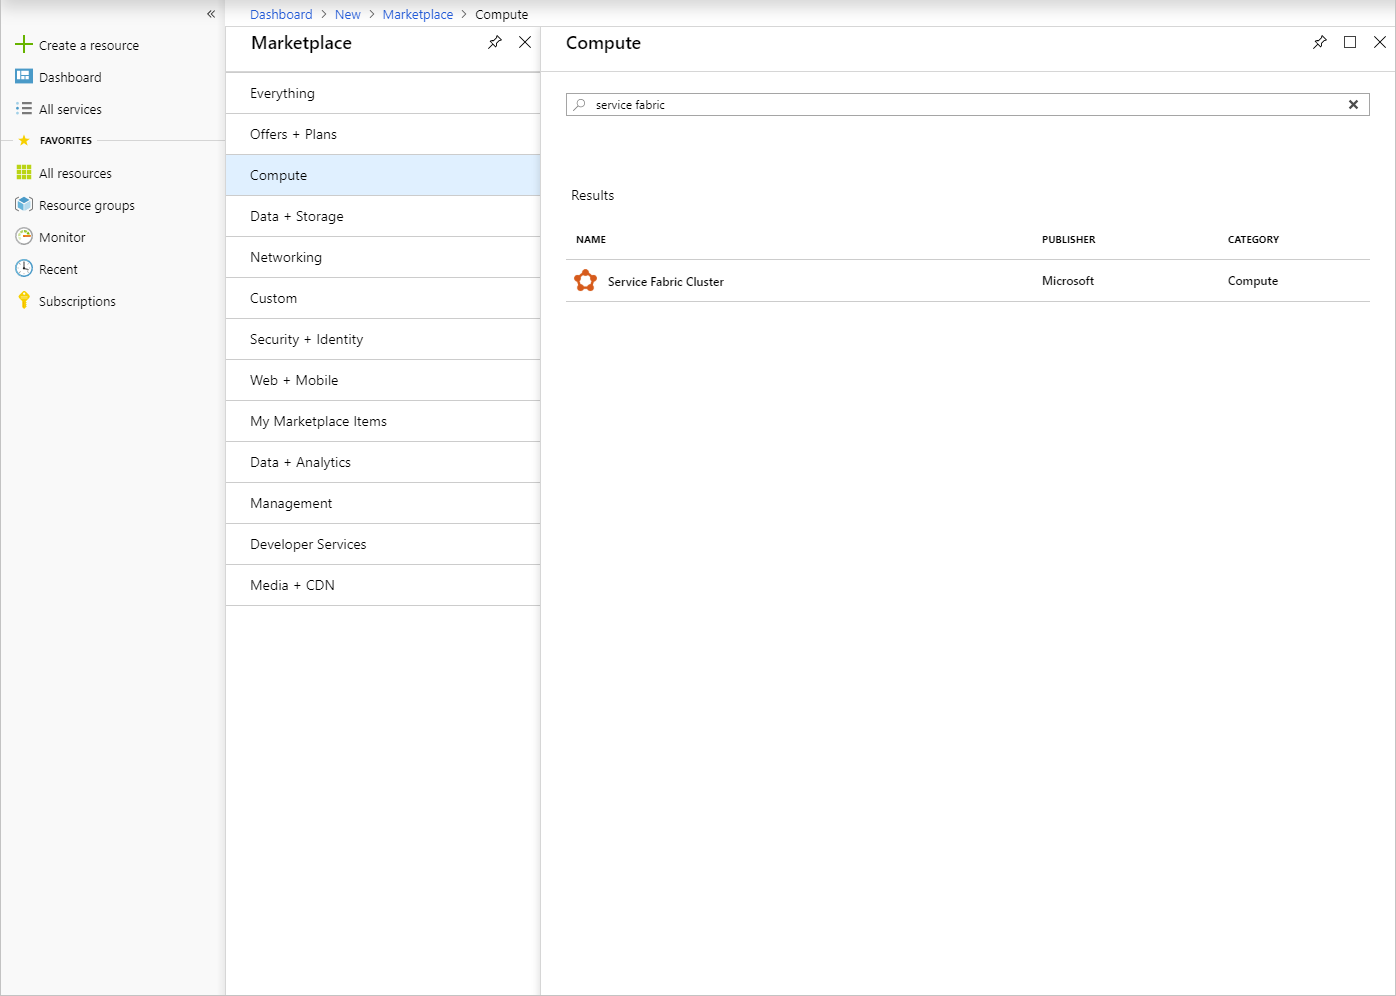 «
Create a resource
Dashboard
All services
FAVORITES
All resources
Resource groups
Monitor
Recent
Subscriptions
Dashboard > New > Marketplace > Compute
Marketplace
Everything
Offers + Plans
Compute
Data + Storage
Networking
Custom
Security + Identity
Web + Mobile
My Marketplace Items
Data + Analytics
Management
Developer Services
Media + CDN
Compute
service fabric
Results
NAME PUBLISHER CATEGORY
Service Fabric Cluster Microsoft Compute